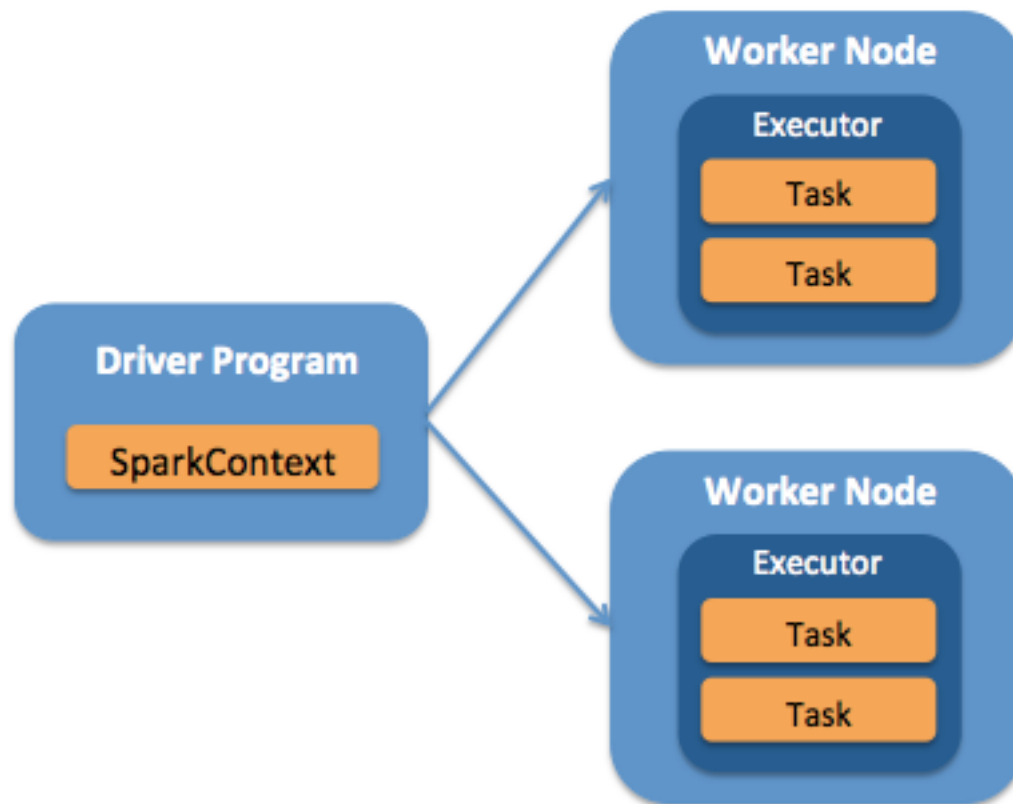 Worker Node
Executor
Task
Task
Driver Program
SparkContext
Worker Node
Executor
Task
Task